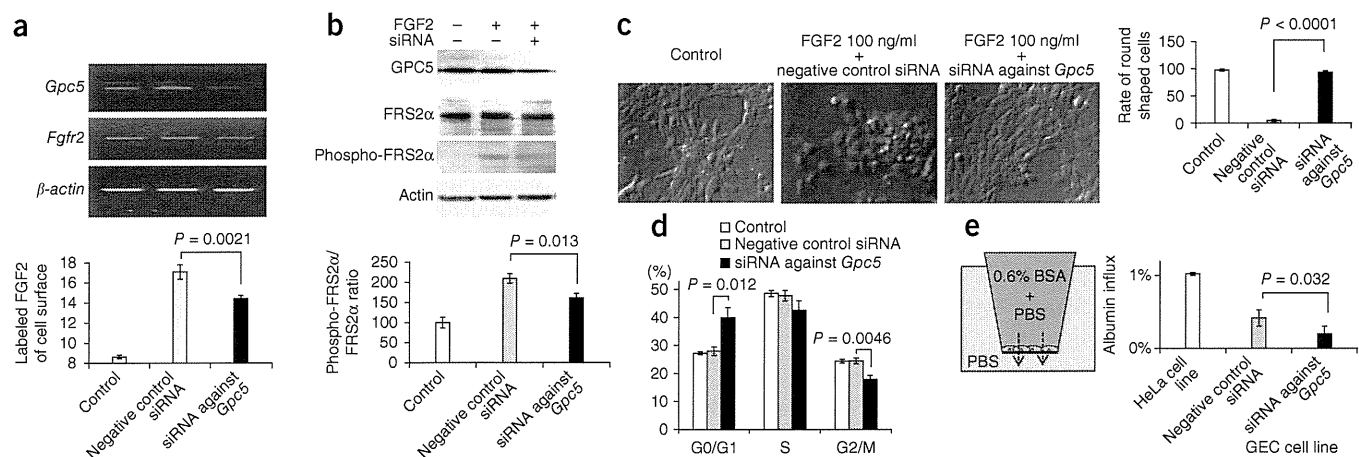 a
Gpc5
Fgfr2
β-actin
P = 0.0021
Labeled FGF2
of cell surface
18
16
14
12
10
8
Control
Negative control
siRNA
siRNA against
Gpc5
b
FGF2 – + +
siRNA – – +
GPC5
FRS2α
Phospho-FRS2α
Actin
P = 0.013
Phospho-FRS2α/
FRS2α ratio
250
200
150
100
50
0
Control
Negative control
siRNA
siRNA against
Gpc5
c
Control
FGF2 100 ng/ml
+
negative control siRNA
FGF2 100 ng/ml
+
siRNA against Gpc5
P < 0.0001
Rate of round
shaped cells
100
75
50
25
0
Control
Negative
control
siRNA
siRNA
against
Gpc5
d
Control
Negative control siRNA
siRNA against Gpc5
(%)
50
40
30
20
10
0
P = 0.012
P = 0.0046
G0/G1 S G2/M
e
0.6% BSA
+
PBS
PBS
Albumin influx
1%
0%
P = 0.032
HeLa cell
line
Negative control
siRNA
siRNA against
Gpc5
GEC cell line